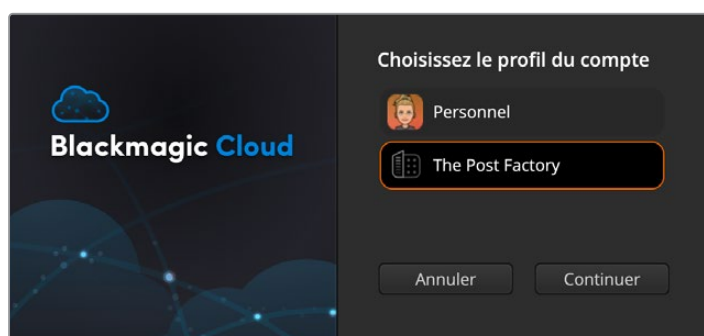 Blackmagic Cloud
Choisissez le profil du compte
Personnel
The Post Factory
Annuler
Continuer